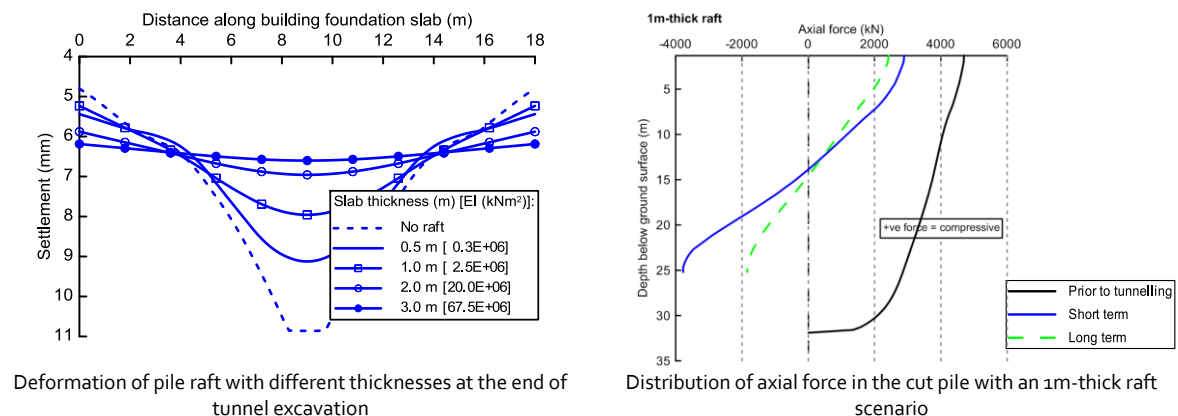 Distance along building foundation slab (m)
0 2 4 6 8 10 12 14 16 18
4
5
6
7
8
9
10
11
Settlement (mm)
Slab thickness (m) [EI (kNm²)]:
No raft
0.5 m [ 0.3E+06]
1.0 m [ 2.5E+06]
2.0 m [20.0E+06]
3.0 m [67.5E+06]
Deformation of pile raft with different thicknesses at the end of
tunnel excavation
1m-thick raft
Axial force (kN)
-4000 -2000 0 2000 4000 6000
5
10
15
20
25
30
35
Depth below ground surface (m)
+ve force = compressive
Prior to tunnelling
Short term
Long term
Distribution of axial force in the cut pile with an 1m-thick raft
scenario